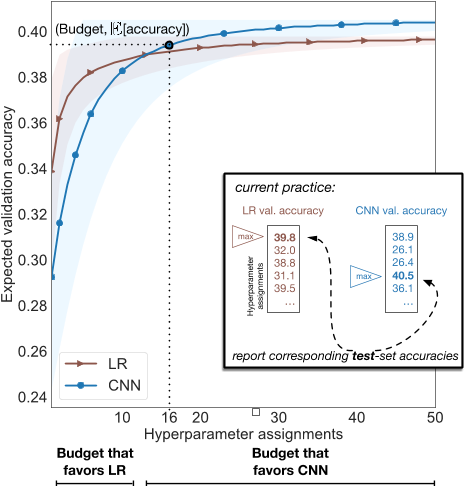 0.40
0.38
0.36
0.34
0.32
0.30
0.28
0.26
0.24
Expected validation accuracy
(Budget, 𝔼[accuracy])
current practice:
LR val. accuracy
CNN val. accuracy
max
39.8
32.0
38.8
31.1
39.5
...
Hyperparameter
assignments
max
38.9
26.1
26.4
40.5
36.1
...
report corresponding test-set accuracies
LR
CNN
10
16
20
30
40
50
Hyperparameter assignments
Budget that
favors LR
Budget that
favors CNN